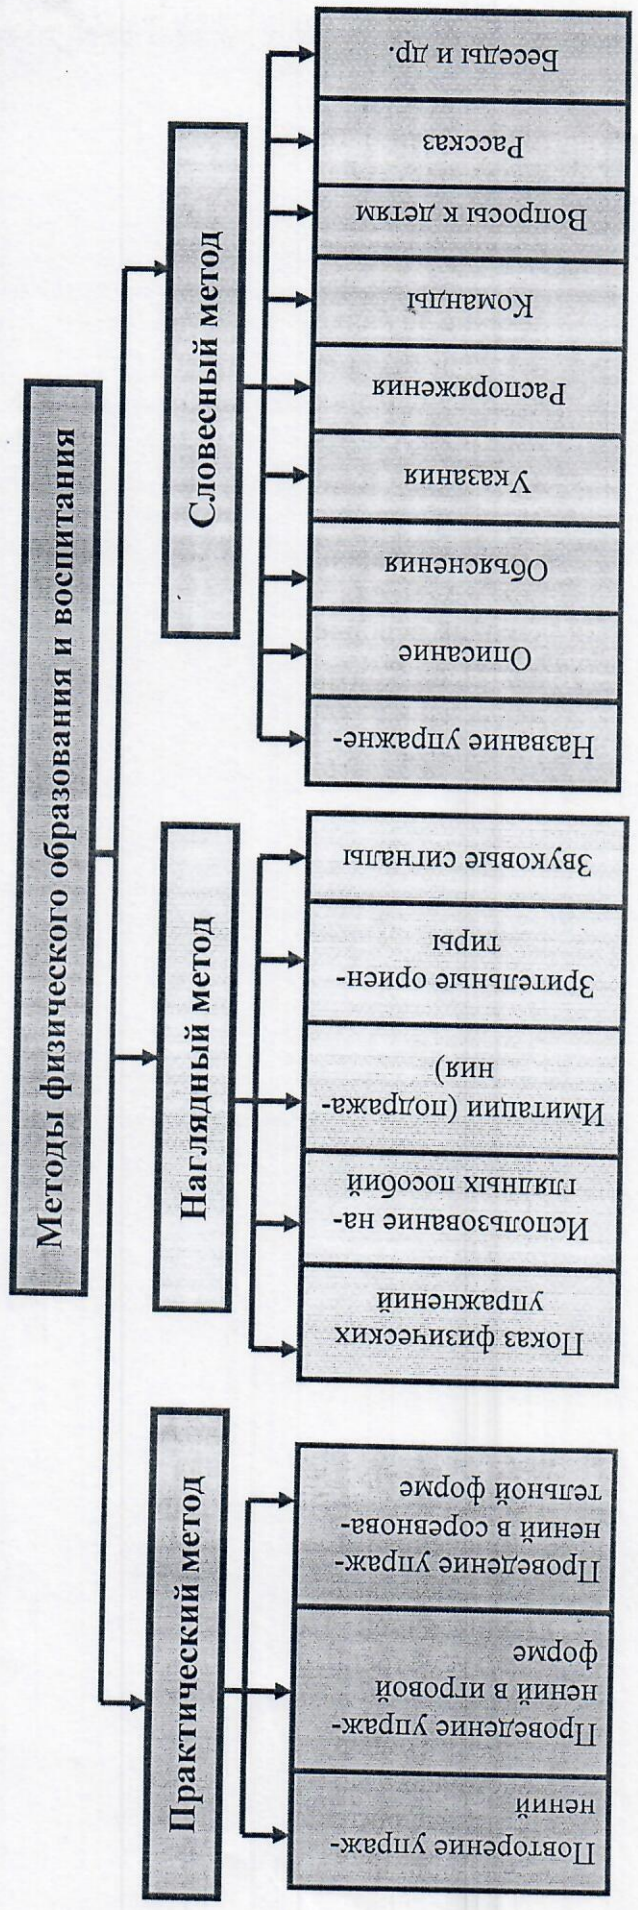 Методы физического образования и воспитания
Практический метод
Повторение упраж-
нений
Проведение упраж-
нений в игровой
форме
Проведение упраж-
нений в соревнова-
тельной форме
Наглядный метод
Показ физических
упражнений
Использование на-
глядных пособий
Имитации (подража-
ния)
Зрительные ориен-
тиры
Звуковые сигналы
Словесный метод
Название упражне-
Описание
Объяснения
Указания
Распоряжения
Команды
Вопросы к детям
Рассказ
Беседы и др.